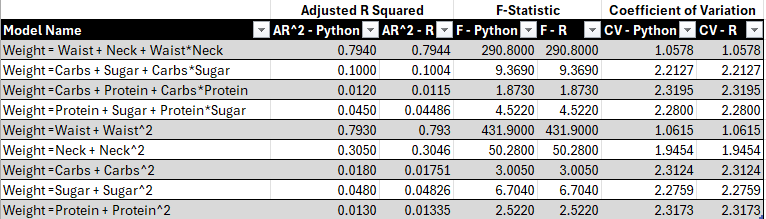 Adjusted R Squared F-Statistic Coefficient of Variation
Model Name AR^2 - Python AR^2 - R F - Python F - R CV - Python CV - R
Weight = Waist + Neck + Waist*Neck 0.7940 0.7944 290.8000 290.8000 1.0578 1.0578
Weight =Carbs + Sugar + Carbs*Sugar 0.1000 0.1004 9.3690 9.3690 2.2127 2.2127
Weight =Carbs + Protein + Carbs*Protein 0.0120 0.0115 1.8730 1.8730 2.3195 2.3195
Weight =Protein + Sugar + Protein*Sugar 0.0450 0.04486 4.5220 4.5220 2.2800 2.2800
Weight =Waist + Waist^2 0.7930 0.793 431.9000 431.9000 1.0615 1.0615
Weight =Neck + Neck^2 0.3050 0.3046 50.2800 50.2800 1.9454 1.9454
Weight =Carbs + Carbs^2 0.0180 0.01751 3.0050 3.0050 2.3124 2.3124
Weight =Sugar + Sugar^2 0.0480 0.04826 6.7040 6.7040 2.2759 2.2759
Weight =Protein + Protein^2 0.0130 0.01335 2.5220 2.5220 2.3173 2.3173